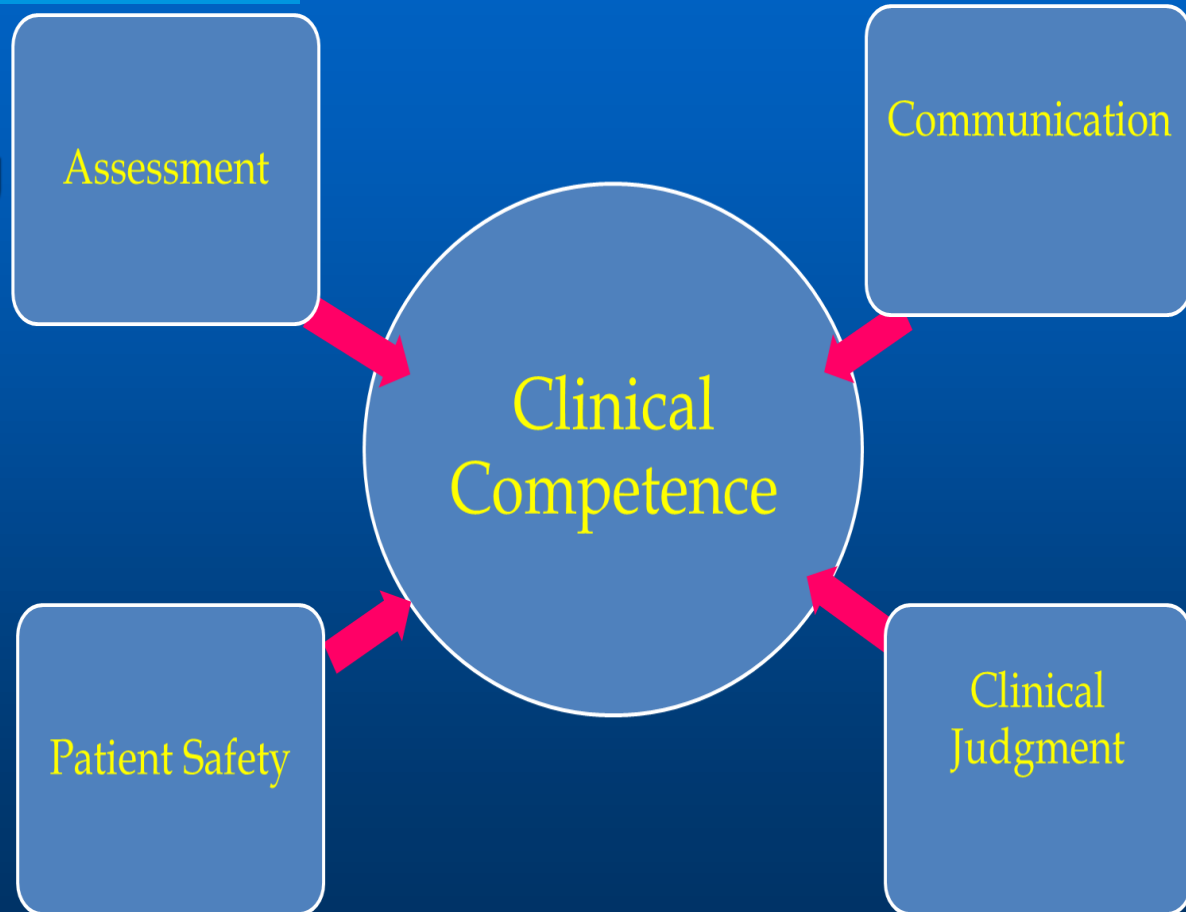 Assessment
Communication
Clinical
Competence
Patient Safety
Clinical
Judgment